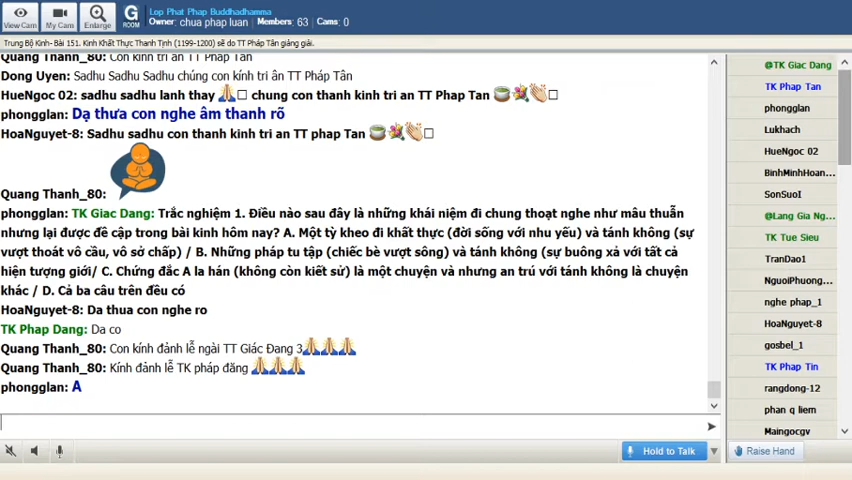 Lop Phat Phap Buddhadhamma
Owner: chua phap luan Members: 63 Cams: 0
View Cam
My Cam
Enlarge
G
ROOM
Trung Bộ Kinh- Bài 151. Kinh Khất Thực Thanh Tịnh (1199-1200) sẽ do TT Pháp Tân giảng giải.
Quang Thanh_80: Con kính tri ân TT Pháp Tân
Dong Uyen: Sadhu Sadhu Sadhu chúng con kính tri ân TT Pháp Tân
HueNgoc 02: sadhu sadhu lanh thay 🙏 chung con thanh kinh tri an TT Phap Tan
phongglan: Dạ thưa con nghe âm thanh rõ
HoaNguyet-8: Sadhu sadhu con thanh kinh tri an TT phap Tan
Quang Thanh_80:
phongglan: TK Giac Dang: Trắc nghiệm 1. Điều nào sau đây là những khái niệm đi chung thoạt nghe như mâu thuẫn
nhưng lại được đề cập trong bài kinh hôm nay? A. Một tỳ kheo đi khất thực (đời sống với nhu yếu) và tánh không (sự
vượt thoát vô cầu, vô sở chấp) / B. Những pháp tu tập (chiếc bè vượt sông) và tánh không (sự buông xả với tất cả
hiện tượng giới/ C. Chứng đắc A la hán (không còn kiết sử) là một chuyện và nhưng an trú với tánh không là chuyện
khác / D. Cả ba câu trên đều có
HoaNguyet-8: Da thua con nghe ro
TK Phap Dang: Da co
Quang Thanh_80: Con kính đảnh lễ ngài TT Giác Đang 3🙏🙏🙏
Quang Thanh_80: Kính đảnh lễ TK pháp đăng 🙏🙏🙏
phongglan: A
Hold to Talk
@TK Giac Dang
TK Phap Tan
phongglan
Lukhach
HueNgoc 02
BinhMinhHoan...
SonSuoI
@Lang Gia Ng...
TK Tue Sieu
TranDao1
NguoiPhuong...
nghe phap_1
HoaNguyet-8
gosbel_1
TK Phap Tin
rangdong-12
phan q liem
Maingocgv
Raise Hand